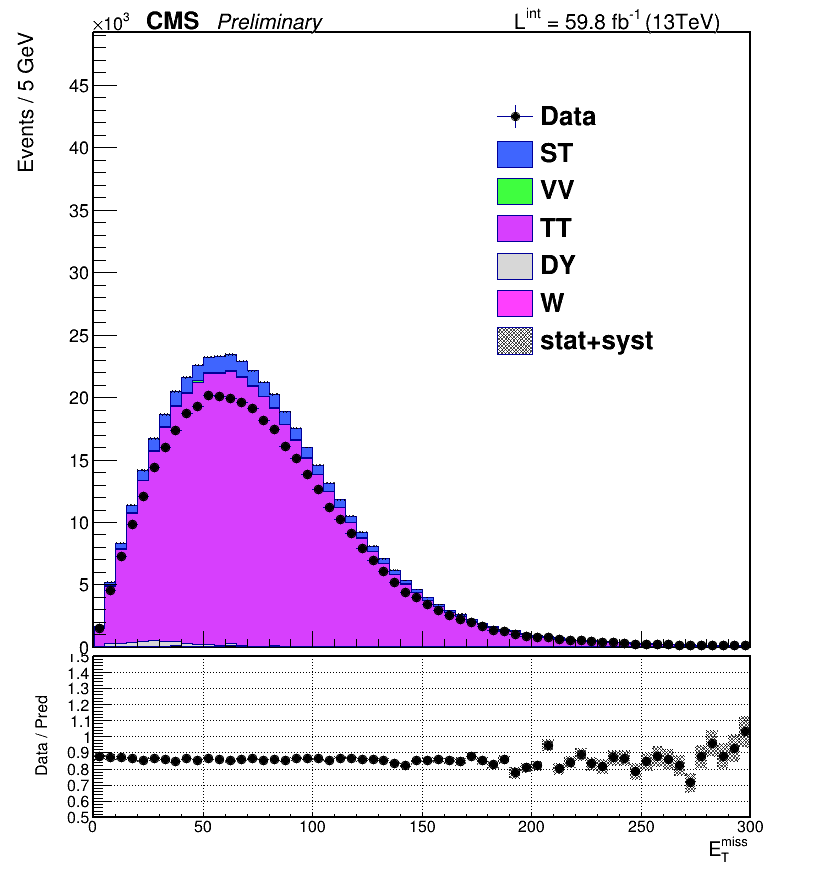 ×10³ CMS Preliminary L^int = 59.8 fb⁻¹ (13TeV)
Events / 5 GeV
45
40
35
30
25
20
15
10
5
0
Data
ST
VV
TT
DY
W
stat+syst
Data / Pred
1.5
1.4
1.3
1.2
1.1
1
0.9
0.8
0.7
0.6
0.5
0 50 100 150 200 250 300
E_T^miss